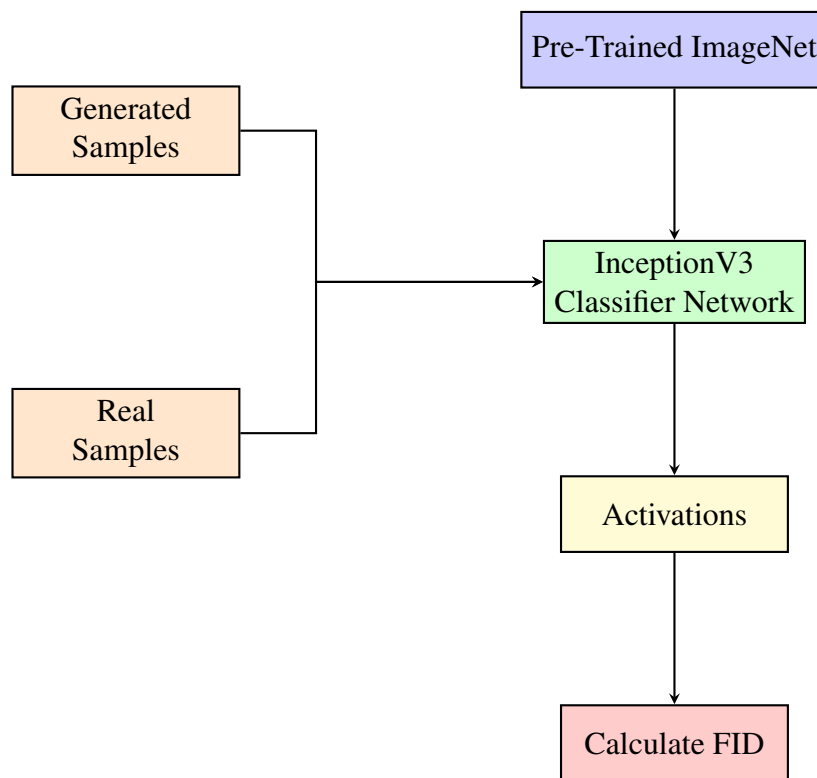 Pre-Trained ImageNet
Generated
Samples
InceptionV3
Classifier Network
Real
Samples
Activations
Calculate FID